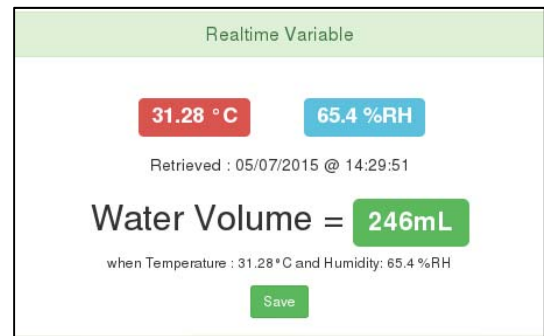 Realtime Variable
31.28 °C 65.4 %RH
Retrieved : 05/07/2015 @ 14:29:51
Water Volume = 246mL
when Temperature : 31.28°C and Humidity: 65.4 %RH
Save